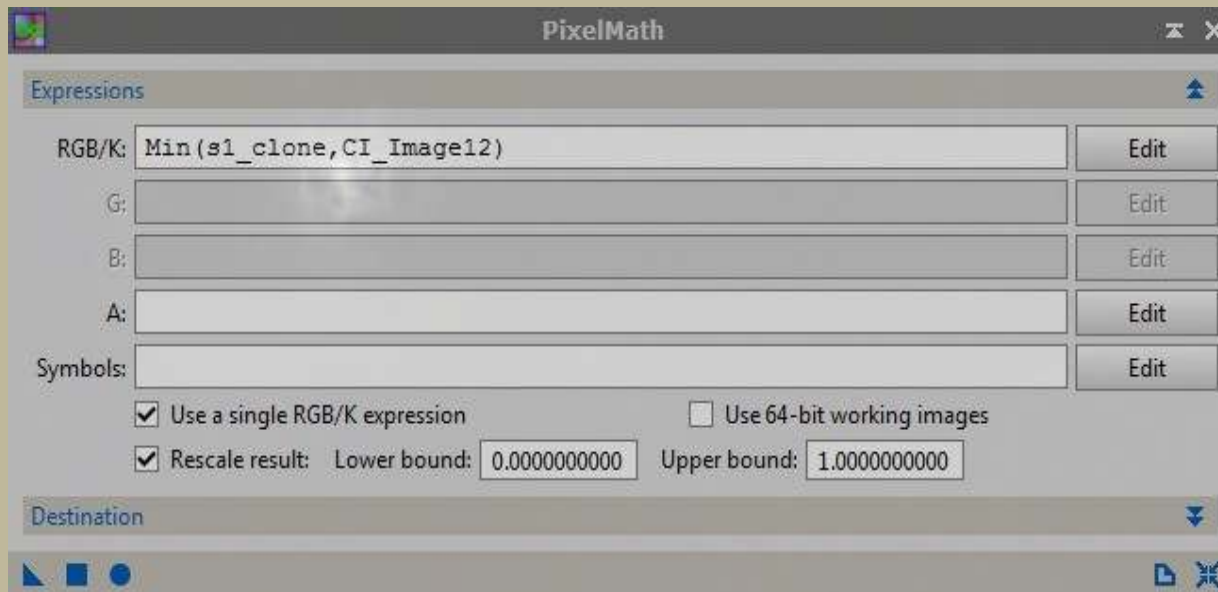 PixelMath
Expressions
RGB/K: Min(s1_clone,CI_Image12) Edit
G: Edit
B: Edit
A: Edit
Symbols: Edit
Use a single RGB/K expression Use 64-bit working images
Rescale result: Lower bound: 0.0000000000 Upper bound: 1.0000000000
Destination